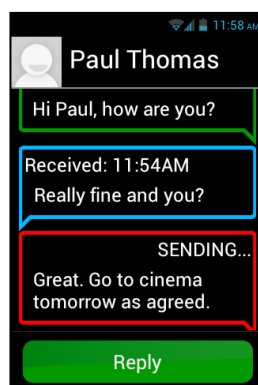 11:58 AM
Paul Thomas
Hi Paul, how are you?
Received: 11:54AM
Really fine and you?
SENDING...
Great. Go to cinema
tomorrow as agreed.
Reply